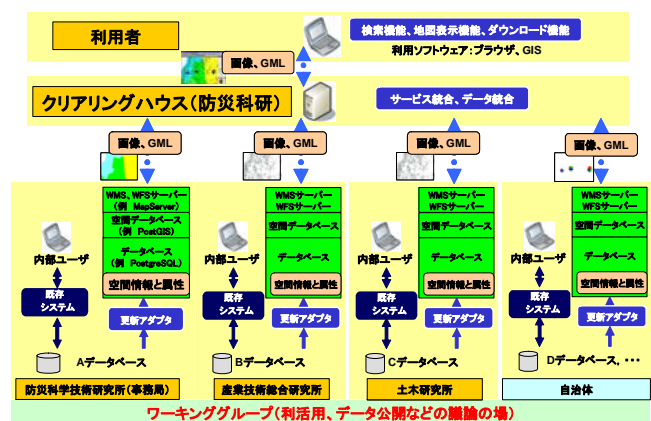 利用者
検索機能、地図表示機能、ダウンロード機能
利用ソフトウェア：ブラウザ、GIS
画像、GML
クリアリングハウス（防災科研）
サービス統合、データ統合
画像、GML
画像、GML
画像、GML
画像、GML
WMS、WFSサーバー
（例 MapServer）
空間データベース
（例 PostGIS）
データベース
（例 PostgreSQL）
空間情報と属性
内部ユーザ
既存
システム
更新アダプタ
Aデータベース
防災科学技術研究所（事務局）
WMSサーバー
WFSサーバー
空間データベース
データベース
空間情報と属性
内部ユーザ
既存
システム
更新アダプタ
Bデータベース
産業技術総合研究所
WMSサーバー
WFSサーバー
空間データベース
データベース
空間情報と属性
内部ユーザ
既存
システム
更新アダプタ
Cデータベース
土木研究所
WMSサーバー
WFSサーバー
空間データベース
データベース
空間情報と属性
内部ユーザ
既存
システム
更新アダプタ
Dデータベース、・・・
自治体
ワーキンググループ（利活用、データ公開などの議論の場）